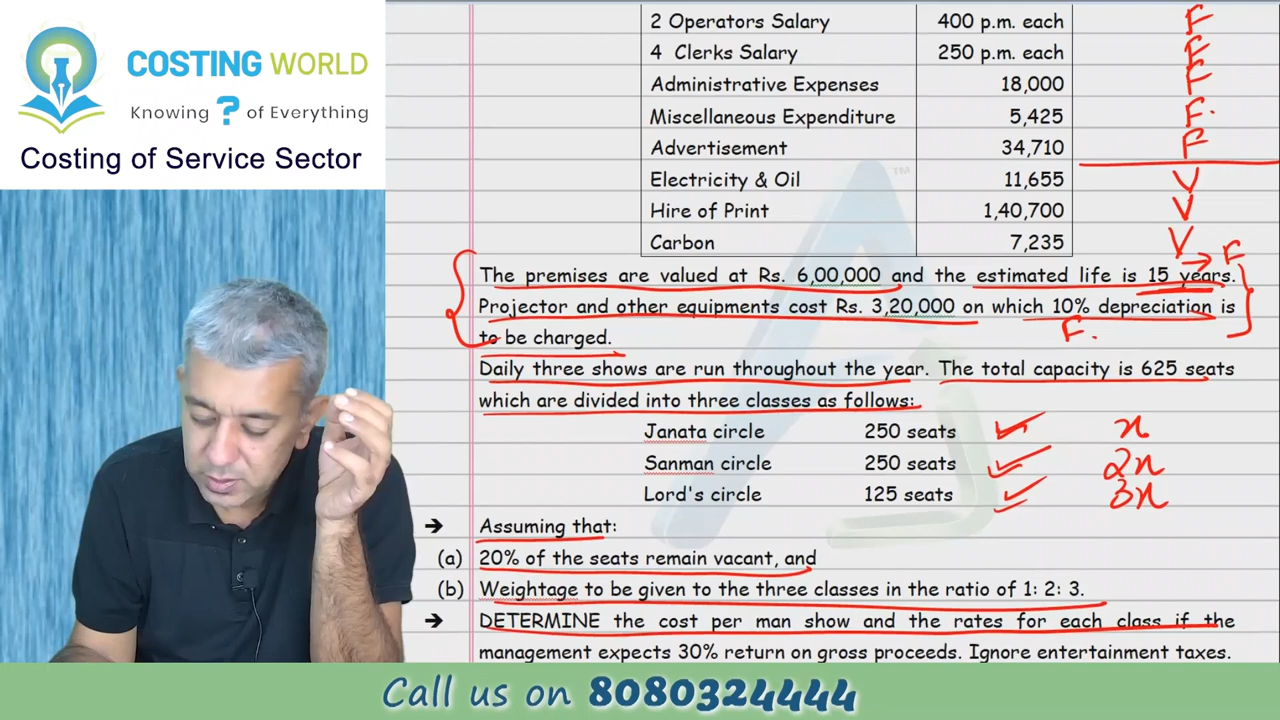 COSTING WORLD
Knowing ? of Everything
Costing of Service Sector
2 Operators Salary 400 p.m. each F
4 Clerks Salary 250 p.m. each F
Administrative Expenses 18,000 F
Miscellaneous Expenditure 5,425 F.
Advertisement 34,710 F
Electricity & Oil 11,655 V
Hire of Print 1,40,700 V
Carbon 7,235 V
→ F
The premises are valued at Rs. 6,00,000 and the estimated life is 15 years.
Projector and other equipments cost Rs. 3,20,000 on which 10% depreciation is
to be charged. F.
Daily three shows are run throughout the year. The total capacity is 625 seats
which are divided into three classes as follows:
Janata circle 250 seats ✓ x
Sanman circle 250 seats ✓ 2x
Lord's circle 125 seats ✓ 3x
→ Assuming that:
(a) 20% of the seats remain vacant, and
(b) Weightage to be given to the three classes in the ratio of 1: 2: 3.
→ DETERMINE the cost per man show and the rates for each class if the
management expects 30% return on gross proceeds. Ignore entertainment taxes.
Call us on 8080324444